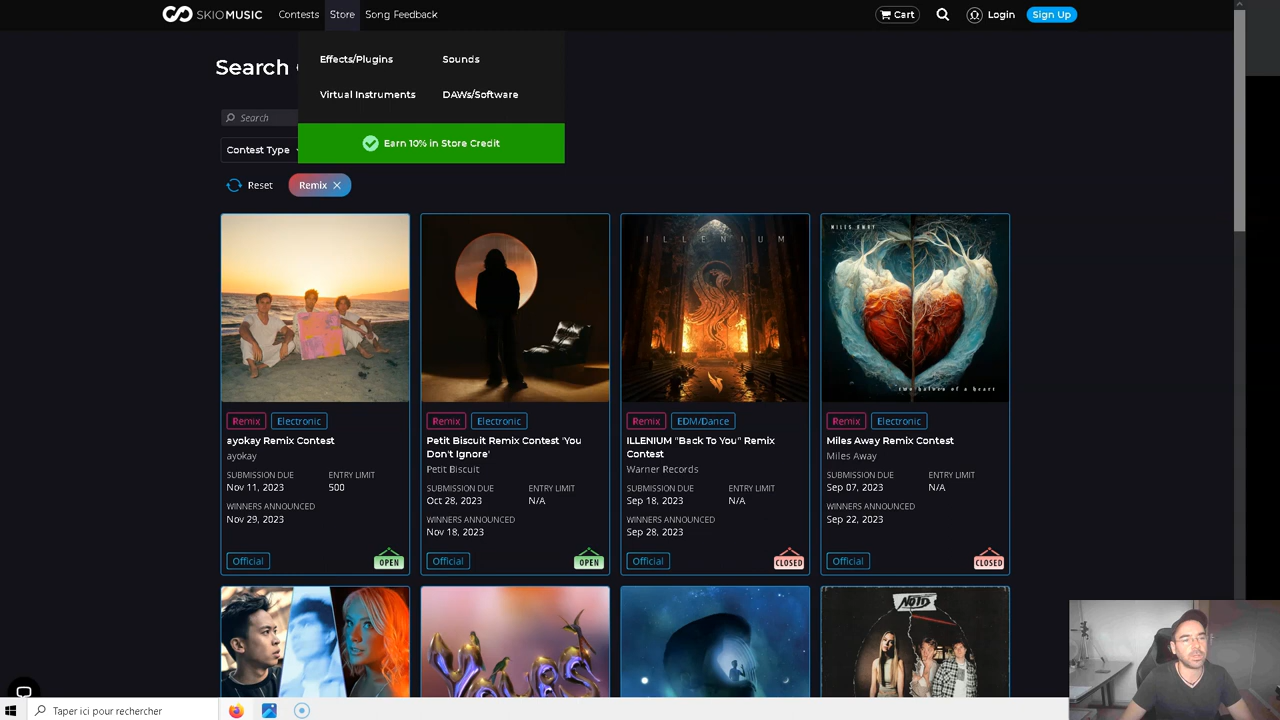 SKIOMUSIC Contests Store Song Feedback Cart Login Sign Up
Effects/Plugins Sounds
Search
Virtual Instruments DAWs/Software
Search
Earn 10% in Store Credit
Contest Type
Reset Remix
MILES AWAY
ILLENIUM
two halves of a heart
Remix Electronic
ayokay Remix Contest
ayokay
SUBMISSION DUE ENTRY LIMIT
Nov 11, 2023 500
WINNERS ANNOUNCED
Nov 29, 2023
Official OPEN
Remix Electronic
Petit Biscuit Remix Contest 'You
Don't Ignore'
Petit Biscuit
SUBMISSION DUE ENTRY LIMIT
Oct 28, 2023 N/A
WINNERS ANNOUNCED
Nov 18, 2023
Official OPEN
Remix EDM/Dance
ILLENIUM "Back To You" Remix
Contest
Warner Records
SUBMISSION DUE ENTRY LIMIT
Sep 18, 2023 N/A
WINNERS ANNOUNCED
Sep 28, 2023
Official CLOSED
Remix Electronic
Miles Away Remix Contest
Miles Away
SUBMISSION DUE ENTRY LIMIT
Sep 07, 2023 N/A
WINNERS ANNOUNCED
Sep 22, 2023
Official CLOSED
YOURS
NOTD
Taper ici pour rechercher